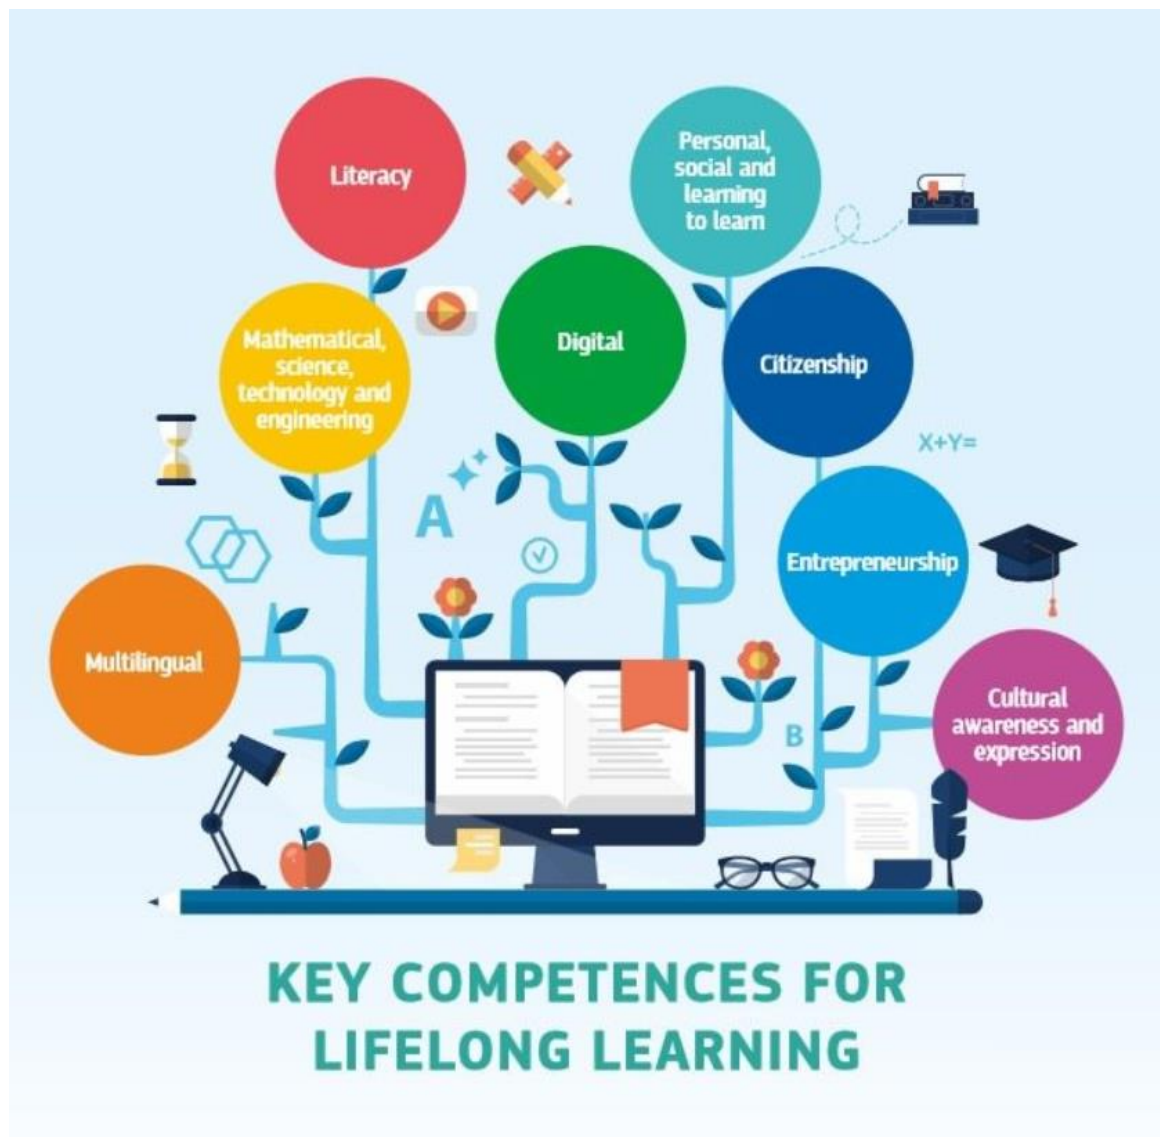 Literacy
Personal,
social and
learning
to learn
Mathematical,
science,
technology and
engineering
Digital
Citizenship
X+Y=
A
Entrepreneurship
Multilingual
Cultural
awareness and
expression
B
KEY COMPETENCES FOR
LIFELONG LEARNING